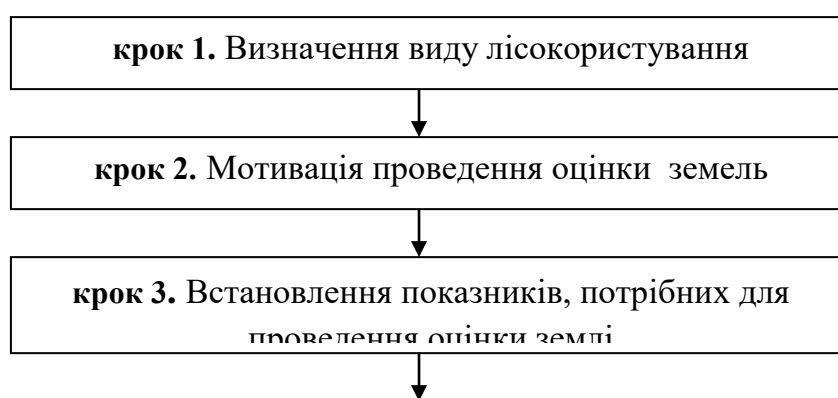 крок 1. Визначення виду лісокористування
крок 2. Мотивація проведення оцінки земель
крок 3. Встановлення показників, потрібних для
проведення оцінки землі